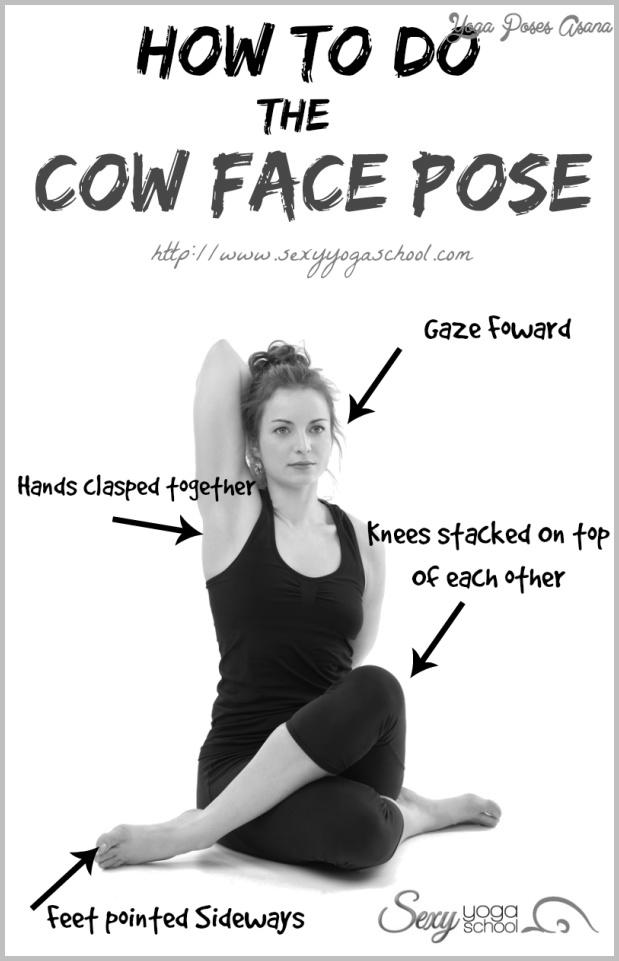 Yoga Poses Asana
HOW TO DO
THE
COW FACE POSE
http://www.sexyyogaschool.com
Gaze Foward
Hands clasped together
Knees stacked on top
of each other
Feet pointed Sideways
Sexy yoga
school